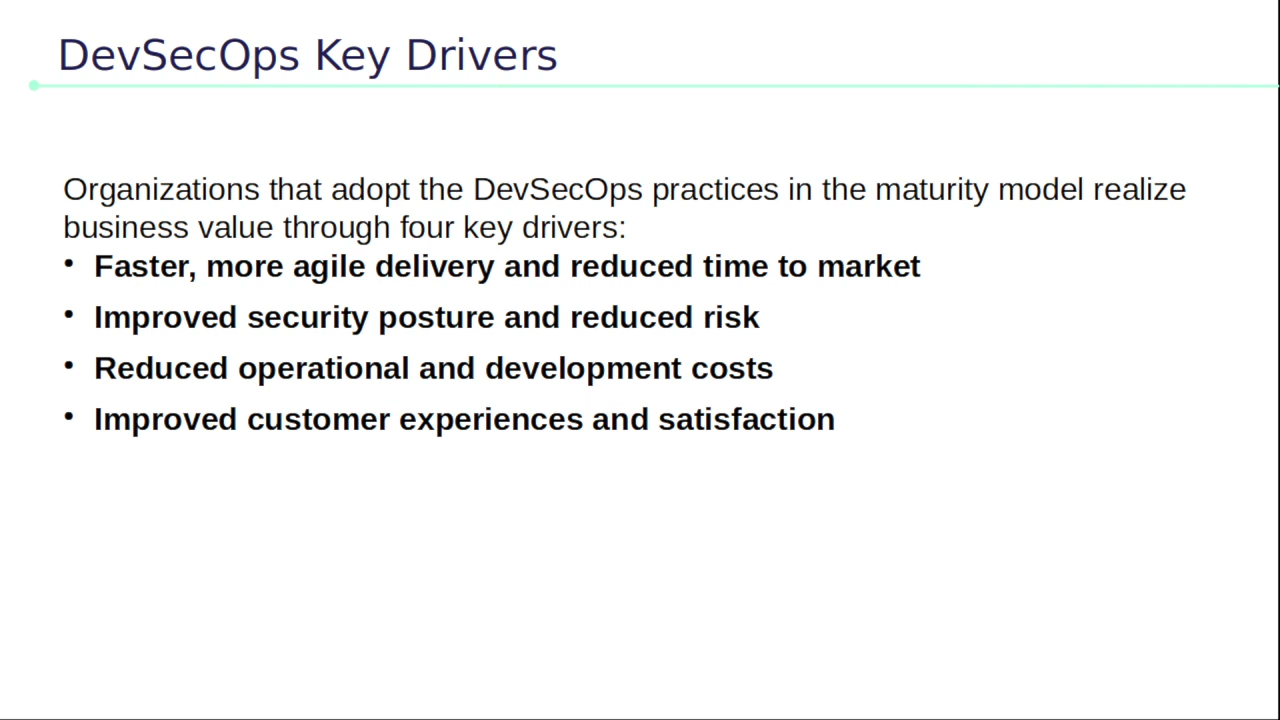 DevSecOps Key Drivers
Organizations that adopt the DevSecOps practices in the maturity model realize
business value through four key drivers:
• Faster, more agile delivery and reduced time to market
• Improved security posture and reduced risk
• Reduced operational and development costs
• Improved customer experiences and satisfaction